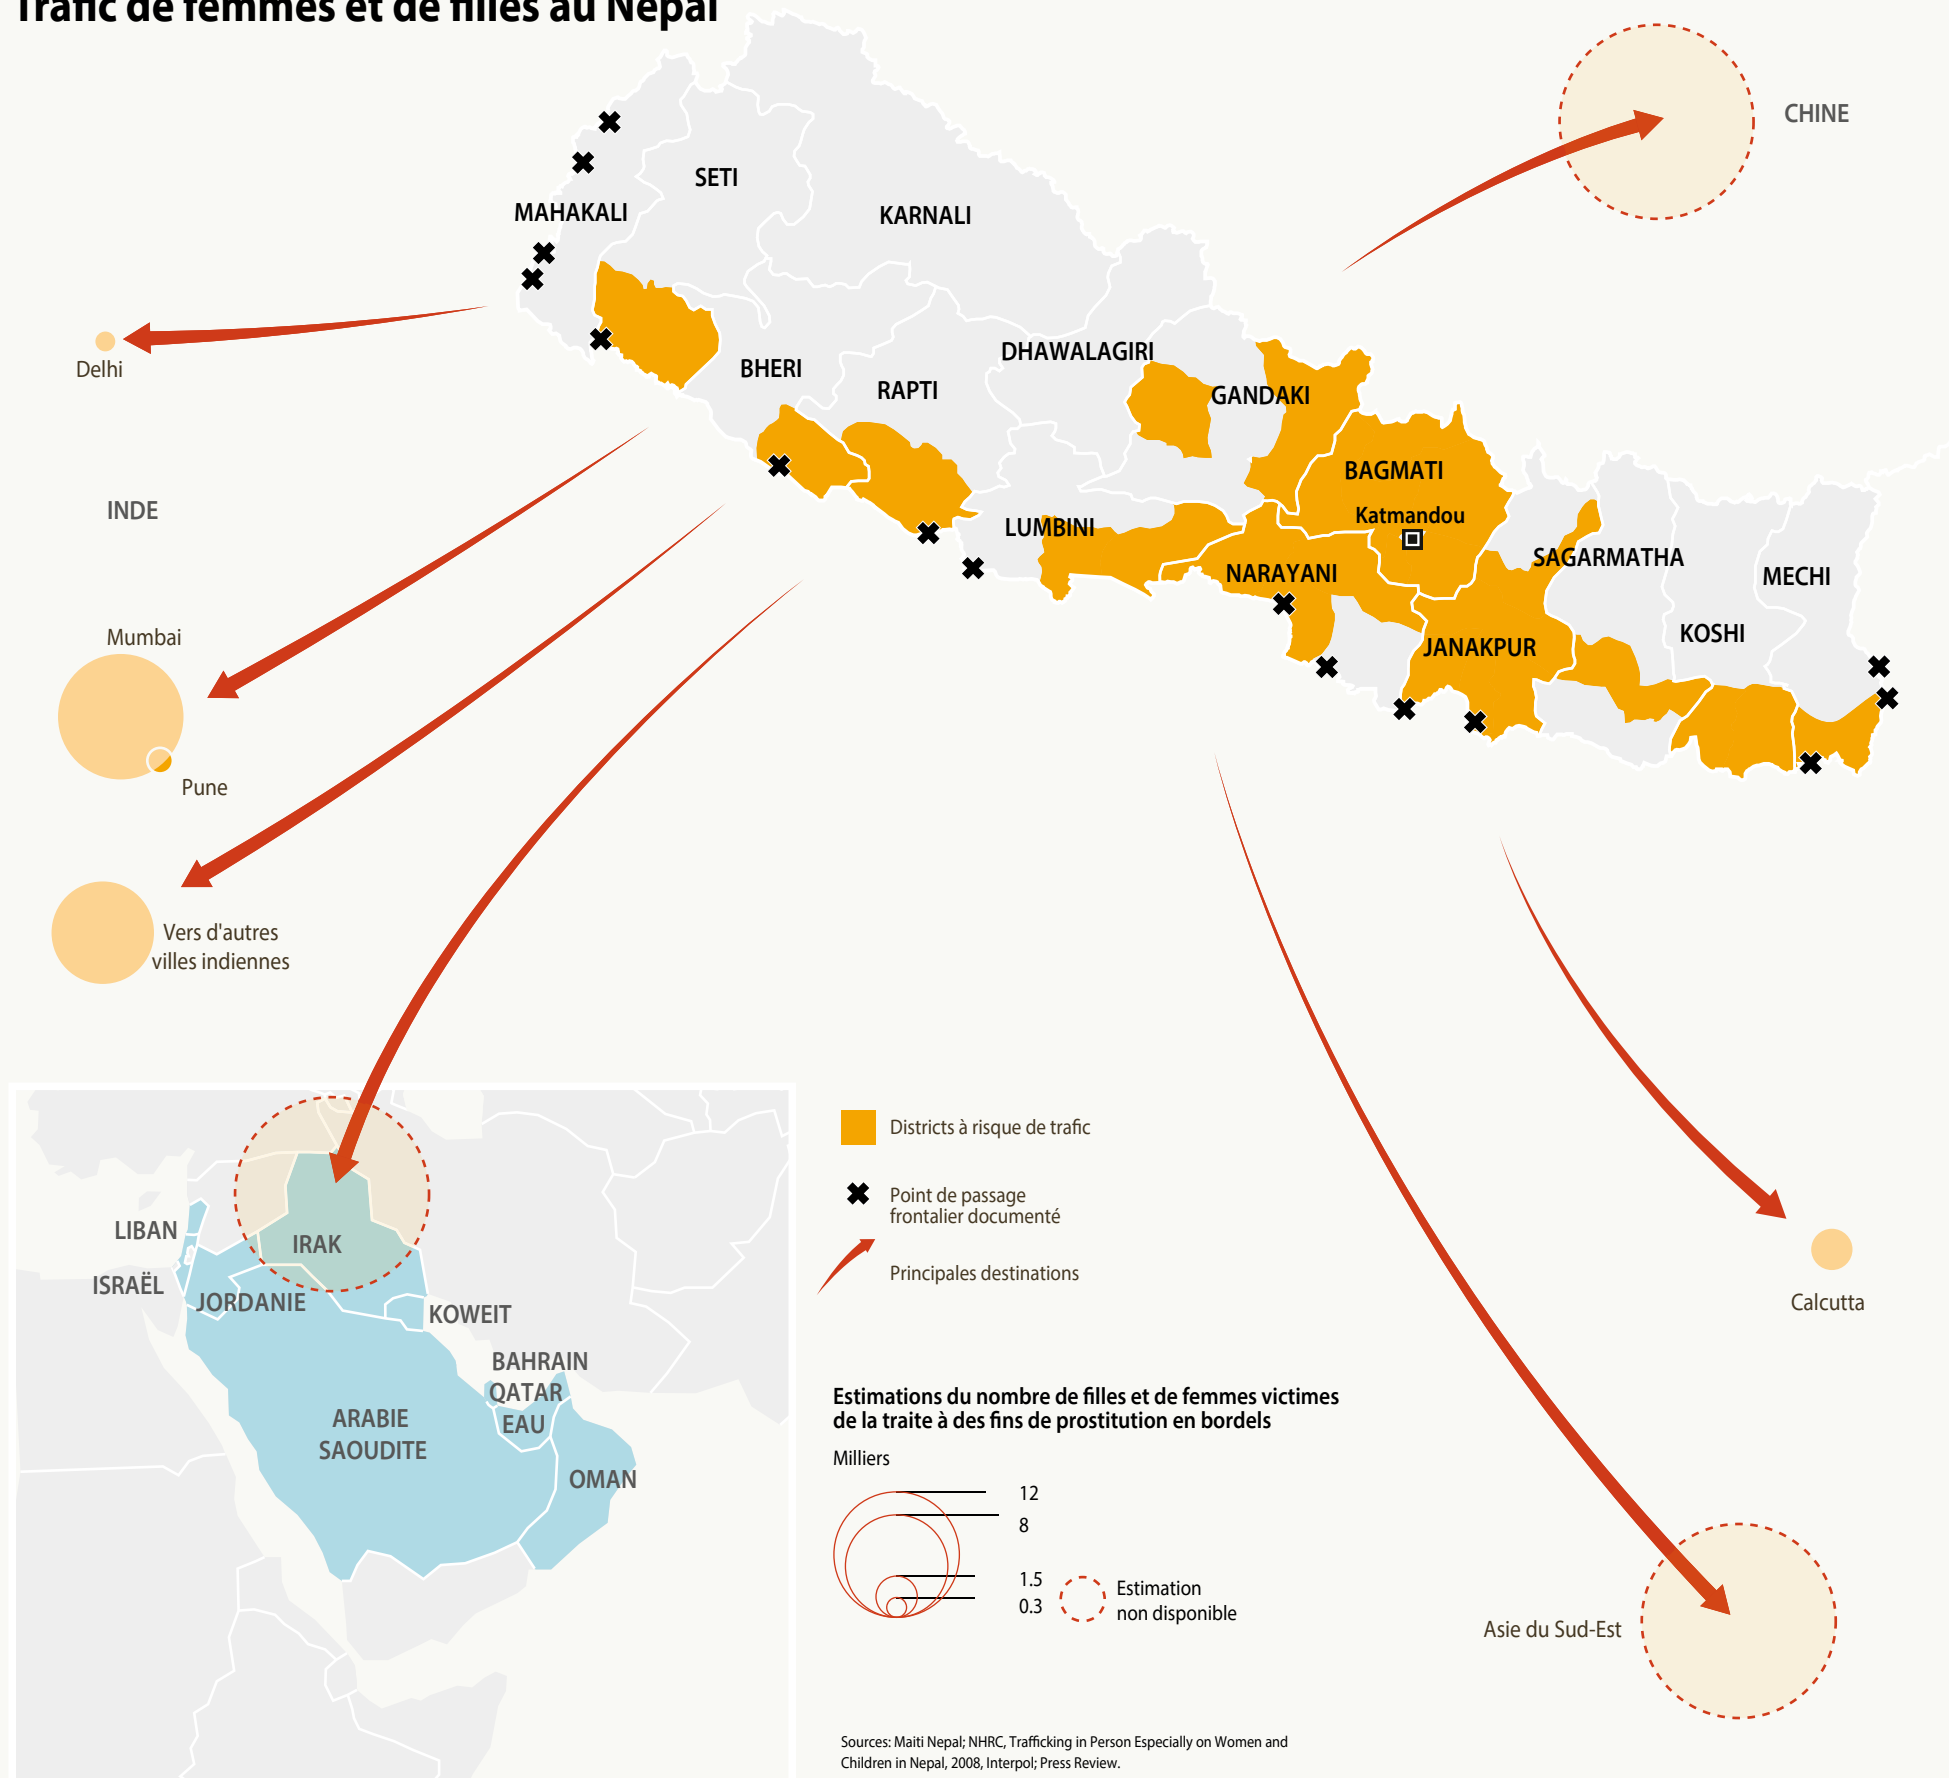 Trafic de femmes et de filles au Népal
CHINE
SETI
MAHAKALI
KARNALI
Delhi
BHERI
RAPTI
DHAWALAGIRI
GANDAKI
BAGMATI
Katmandou
INDE
LUMBINI
NARAYANI
SAGARMATHA
MECHI
KOSHI
JANAKPUR
Mumbai
Pune
Vers d'autres
villes indiennes
LIBAN
IRAK
ISRAËL
JORDANIE
KOWEIT
BAHRAIN
QATAR
EAU
ARABIE
SAOUDITE
OMAN
Districts à risque de trafic
Point de passage
frontalier documenté
Principales destinations
Calcutta
Estimations du nombre de filles et de femmes victimes
de la traite à des fins de prostitution en bordels
Milliers
12
8
1.5
0.3
Estimation
non disponible
Asie du Sud-Est
Sources: Maiti Nepal; NHRC, Trafficking in Person Especially on Women and
Children in Nepal, 2008, Interpol; Press Review.